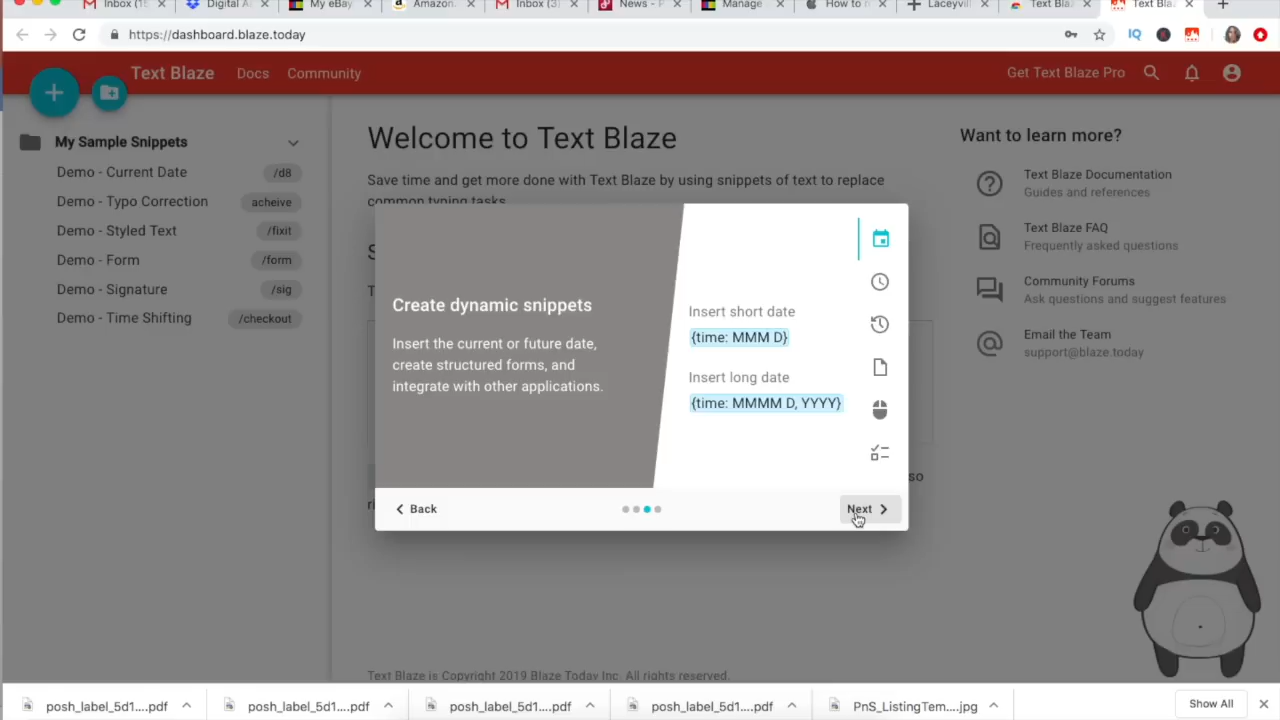 Inbox (15
Digital A
My eBay
Amazon.
Inbox (3)
News - P
Manage
How to r
Laceyvil
Text Bla
Text Bla
https://dashboard.blaze.today
IQ
Text Blaze
Docs
Community
Get Text Blaze Pro
My Sample Snippets
Demo - Current Date
/d8
Demo - Typo Correction
acheive
Demo - Styled Text
/fixit
Demo - Form
/form
Demo - Signature
/sig
Demo - Time Shifting
/checkout
Welcome to Text Blaze
Save time and get more done with Text Blaze by using snippets of text to replace
common typing tasks.
Create dynamic snippets
Insert the current or future date,
create structured forms, and
integrate with other applications.
Insert short date
{time: MMM D}
Insert long date
{time: MMMM D, YYYY}
Back
Next
so
Want to learn more?
Text Blaze Documentation
Guides and references
Text Blaze FAQ
Frequently asked questions
Community Forums
Ask questions and suggest features
Email the Team
support@blaze.today
Text Blaze is Copyright 2019 Blaze Today Inc. All rights reserved.
posh_label_5d1....pdf
posh_label_5d1....pdf
posh_label_5d1....pdf
posh_label_5d1....pdf
PnS_ListingTem....jpg
Show All